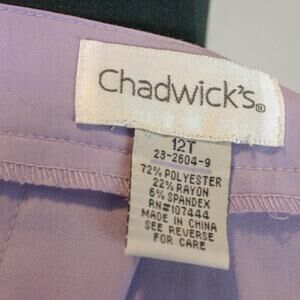 Chadwick's®
12T
23-2604-9
72% POLYESTER
22% RAYON
6% SPANDEX
RN#107444
MADE IN CHINA
SEE REVERSE
FOR CARE